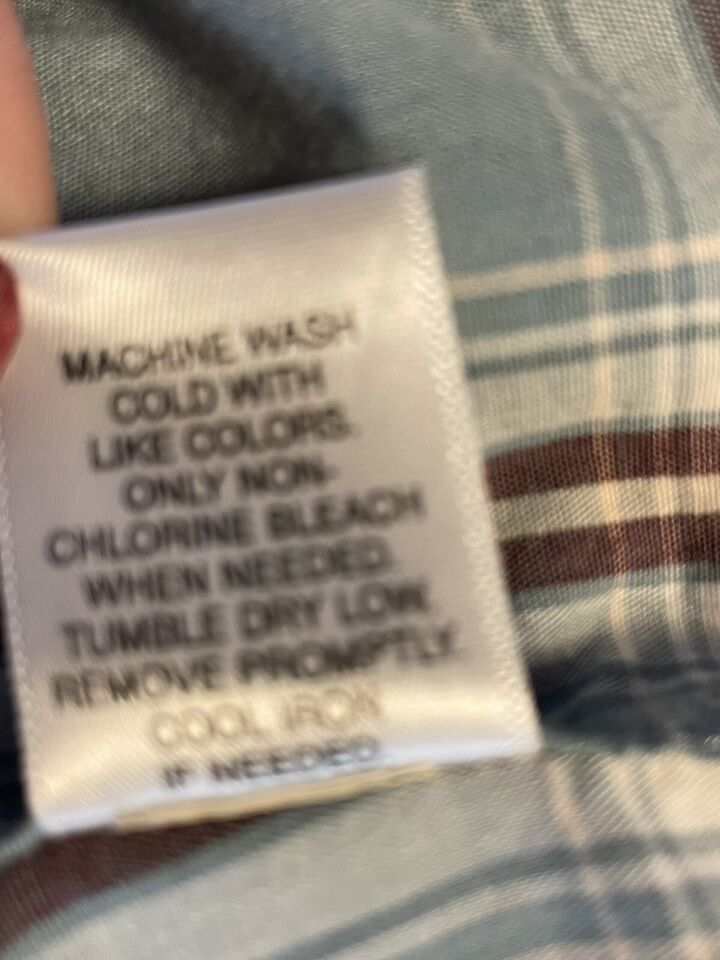 MACHINE WASH
COLD WITH
LIKE COLORS.
ONLY NON-
CHLORINE BLEACH
WHEN NEEDED.
TUMBLE DRY LOW.
REMOVE PROMPTLY.
COOL IRON
IF NEEDED.